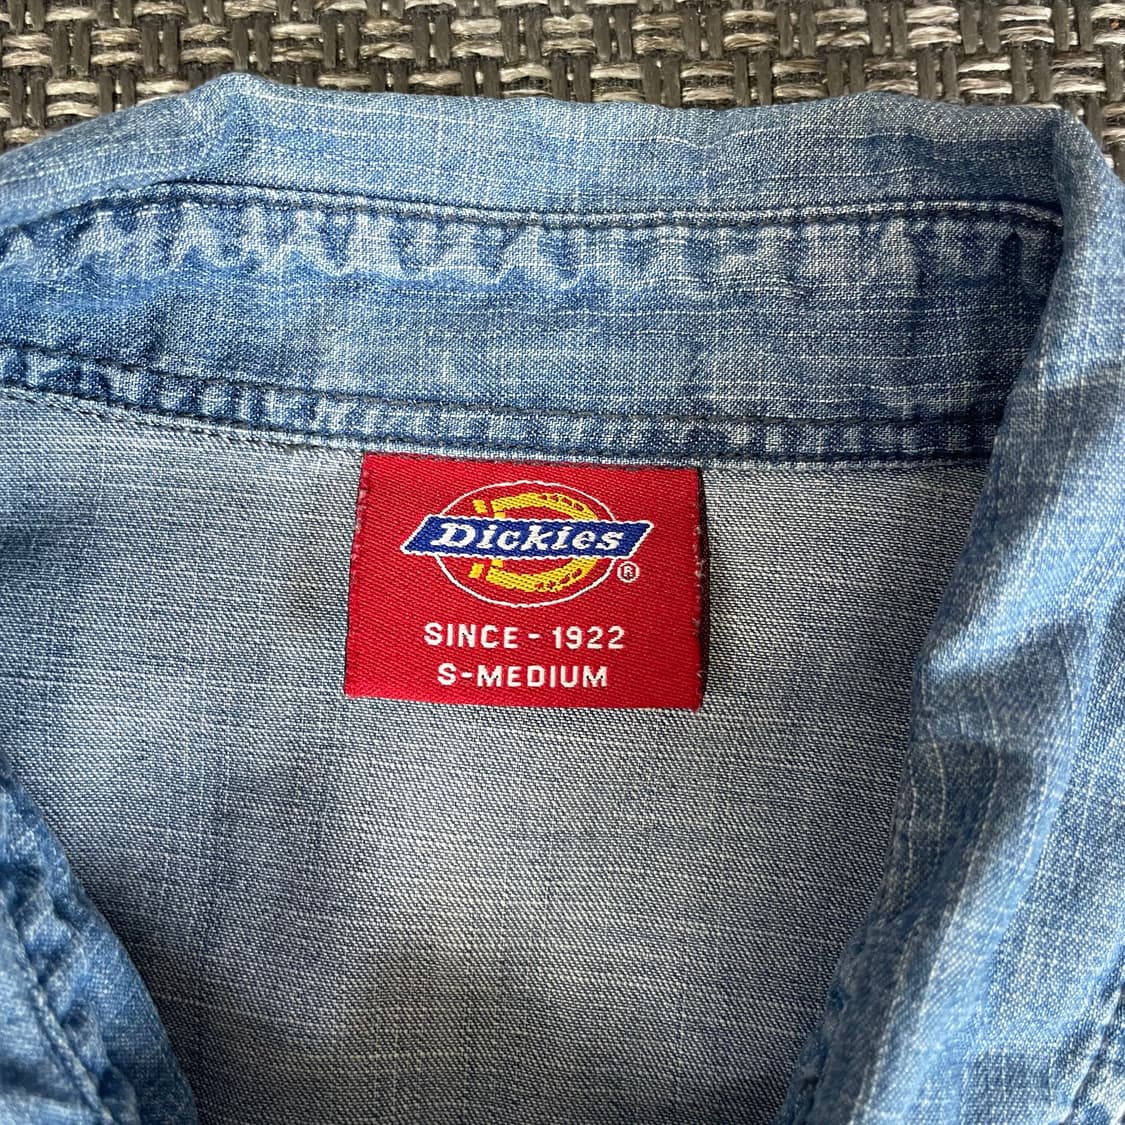 Dickies
®
SINCE - 1922
S-MEDIUM